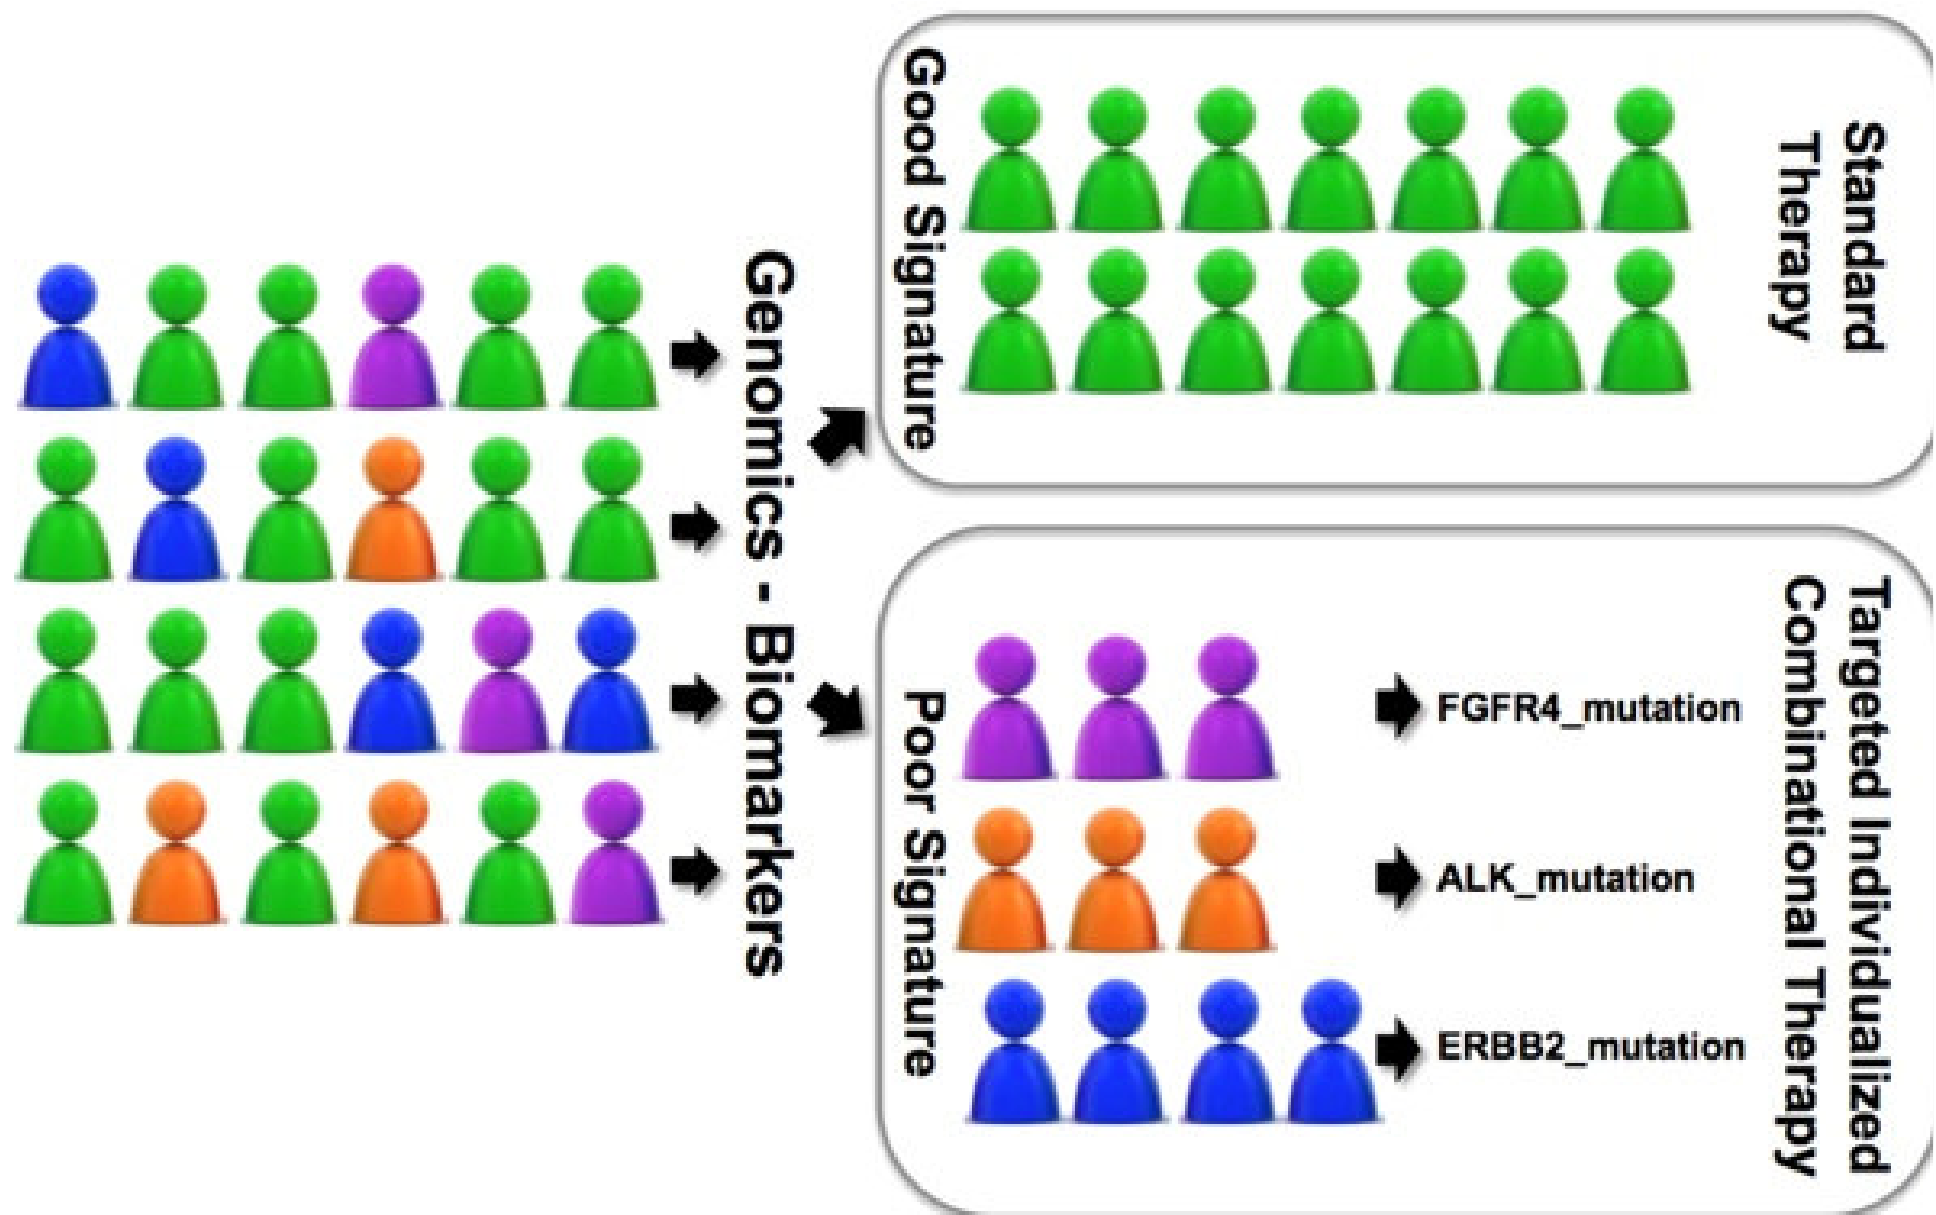 Genomics - Biomarkers
Good Signature
Standard
Therapy
Poor Signature
FGFR4_mutation
ALK_mutation
ERBB2_mutation
Targeted Individualized
Combinational Therapy